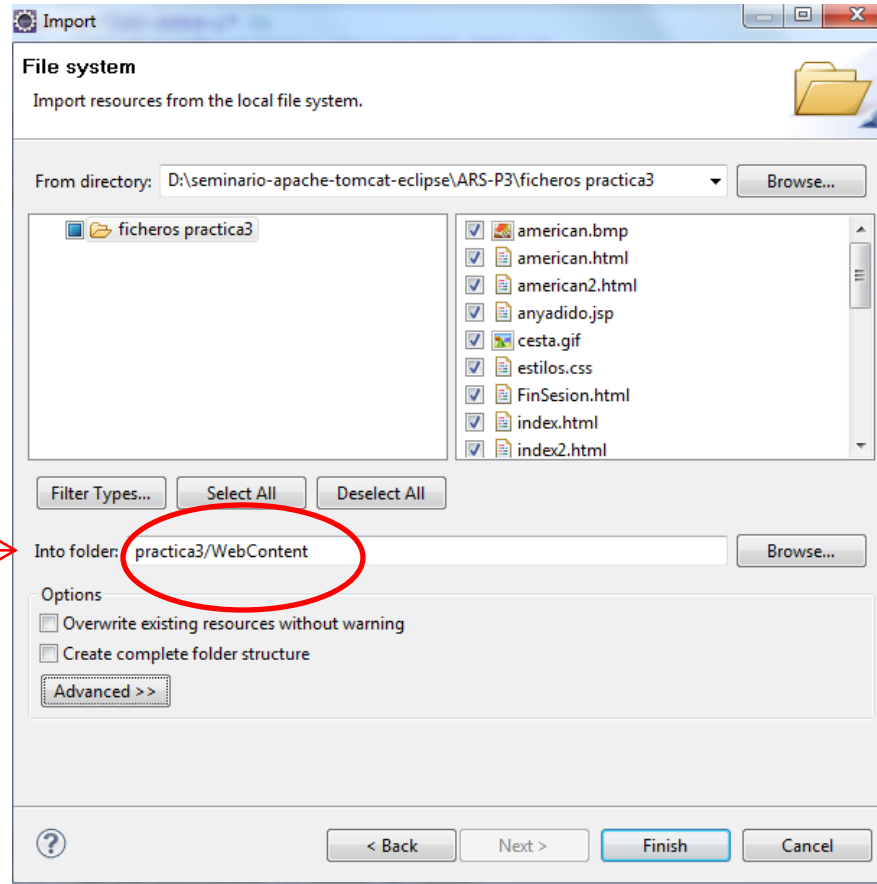 Import
File system
Import resources from the local file system.
From directory: D:\seminario-apache-tomcat-eclipse\ARS-P3\ficheros practica3 Browse...
ficheros practica3
american.bmp
american.html
american2.html
anyadido.jsp
cesta.gif
estilos.css
FinSesion.html
index.html
index2.html
Filter Types... Select All Deselect All
Into folder: practica3/WebContent Browse...
Options
Overwrite existing resources without warning
Create complete folder structure
Advanced >>
? < Back Next > Finish Cancel